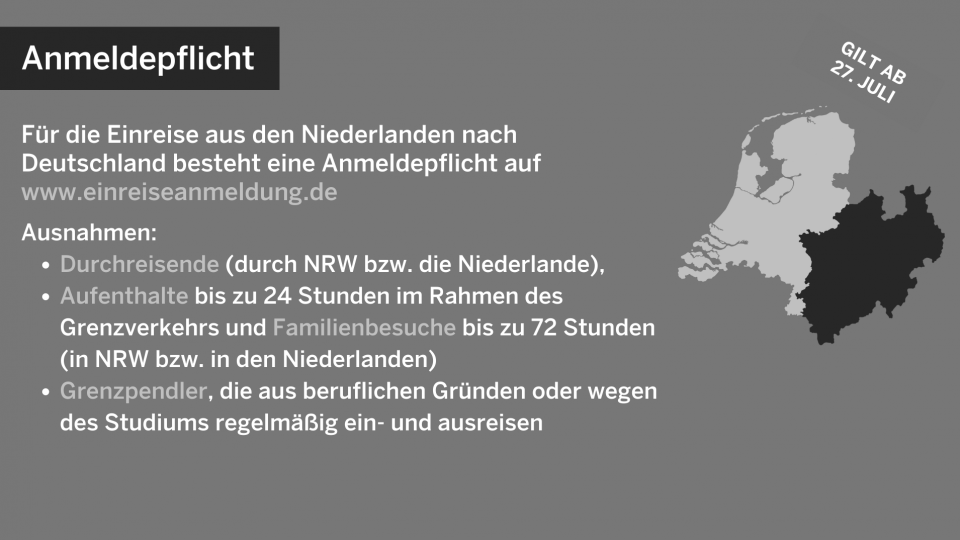 Anmeldepflicht
GILT AB
27. JULI
Für die Einreise aus den Niederlanden nach
Deutschland besteht eine Anmeldepflicht auf
www.einreiseanmeldung.de
Ausnahmen:
• Durchreisende (durch NRW bzw. die Niederlande),
• Aufenthalte bis zu 24 Stunden im Rahmen des
Grenzverkehrs und Familienbesuche bis zu 72 Stunden
(in NRW bzw. in den Niederlanden)
• Grenzpendler, die aus beruflichen Gründen oder wegen
des Studiums regelmäßig ein- und ausreisen